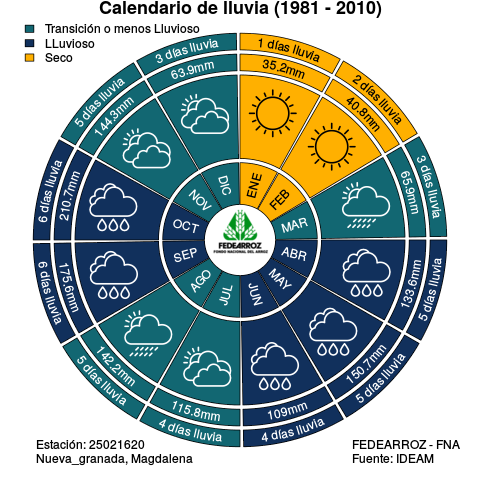 Calendario de lluvia (1981 - 2010)
Transición o menos Lluvioso
LLuvioso
Seco
1 días lluvia
35.2mm
ENE
2 días lluvia
40.8mm
FEB
3 días lluvia
65.9mm
MAR
5 días lluvia
133.6mm
ABR
5 días lluvia
150.7mm
MAY
4 días lluvia
109mm
JUN
4 días lluvia
115.8mm
JUL
5 días lluvia
142.2mm
AGO
6 días lluvia
175.6mm
SEP
6 días lluvia
210.7mm
OCT
5 días lluvia
144.3mm
NOV
3 días lluvia
63.9mm
DIC
FEDEARROZ
FONDO NACIONAL DEL ARROZ
Estación: 25021620
Nueva_granada, Magdalena
FEDEARROZ - FNA
Fuente: IDEAM